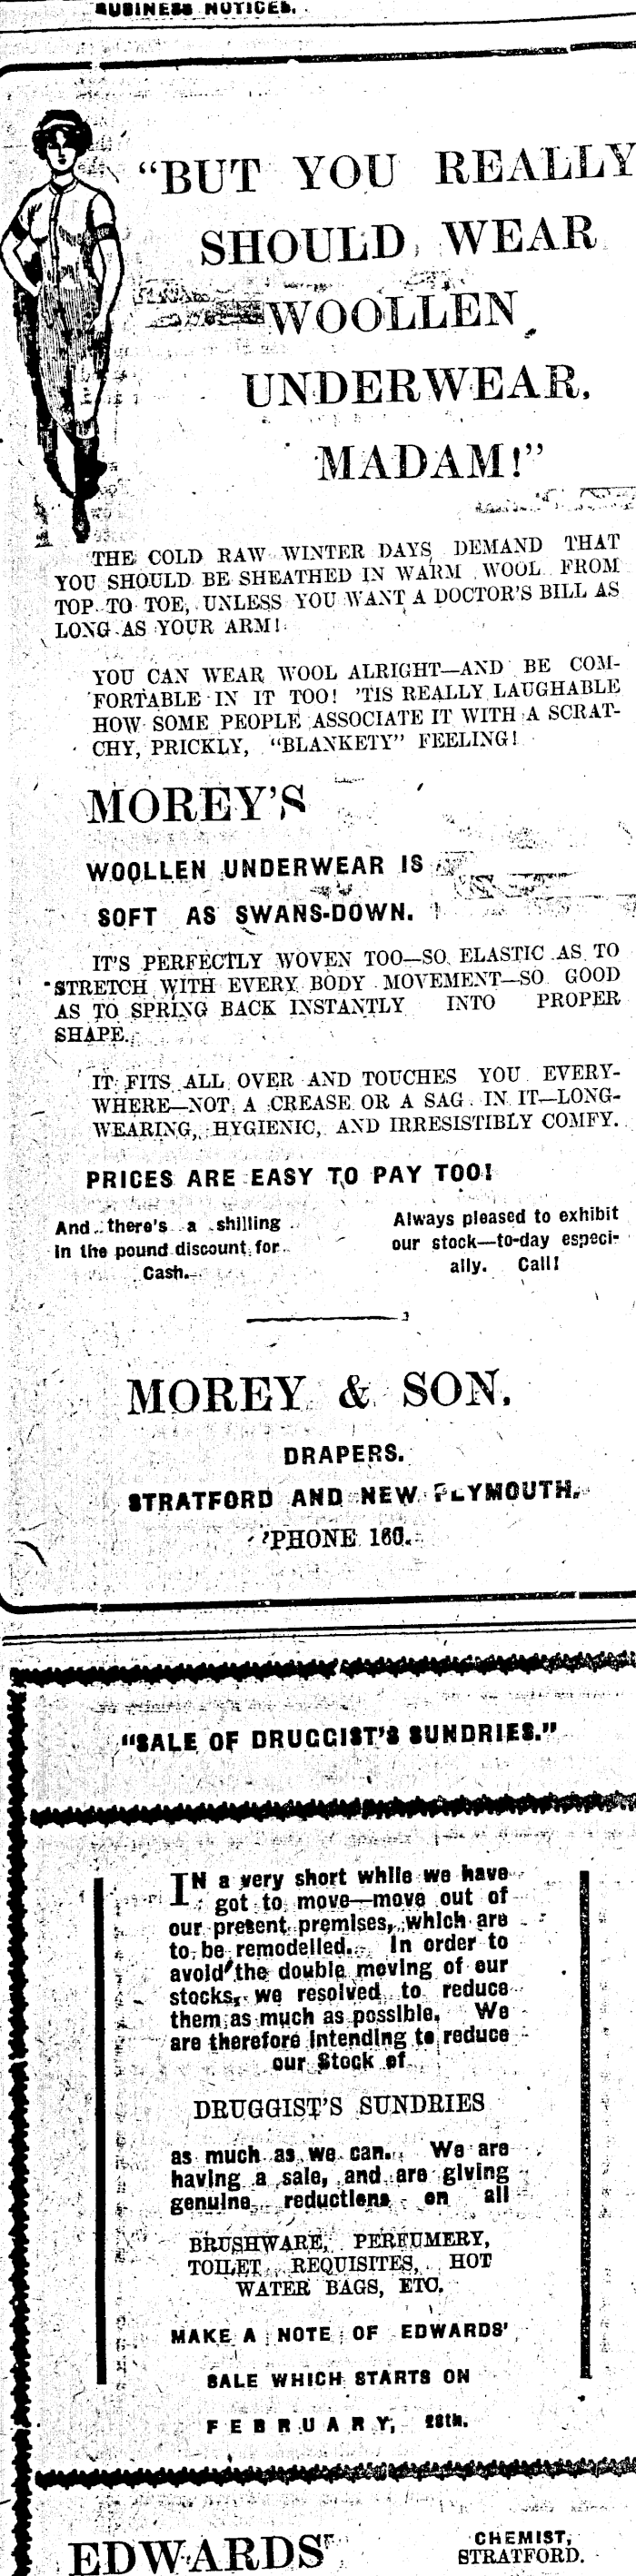 BUSINESS NOTICES.
"BUT YOU REALLY
SHOULD WEAR
WOOLLEN
UNDERWEAR,
MADAM!"
THE COLD RAW WINTER DAYS DEMAND THAT
YOU SHOULD BE SHEATHED IN WARM WOOL FROM
TOP TO TOE, UNLESS YOU WANT A DOCTOR'S BILL AS
LONG AS YOUR ARM!
YOU CAN WEAR WOOL ALRIGHT—AND BE COM-
FORTABLE IN IT TOO! 'TIS REALLY LAUGHABLE
HOW SOME PEOPLE ASSOCIATE IT WITH A SCRAT-
CHY, PRICKLY, "BLANKETY" FEELING!
MOREY'S
WOOLLEN UNDERWEAR IS
SOFT AS SWANS-DOWN.
IT'S PERFECTLY WOVEN TOO—SO ELASTIC AS TO
STRETCH WITH EVERY BODY MOVEMENT—SO GOOD
AS TO SPRING BACK INSTANTLY INTO PROPER
SHAPE.
IT FITS ALL OVER AND TOUCHES YOU EVERY-
WHERE—NOT A CREASE OR A SAG IN IT—LONG-
WEARING, HYGIENIC, AND IRRESISTIBLY COMFY.
PRICES ARE EASY TO PAY TOO!
And there's a shilling
in the pound discount for
Cash.
Always pleased to exhibit
our stock—to-day especi-
ally. Call!
MOREY & SON,
DRAPERS.
STRATFORD AND NEW PLYMOUTH.
'PHONE 160.
"SALE OF DRUGGIST'S SUNDRIES."
IN a very short while we have
got to move—move out of
our present premises, which are
to be remodelled. In order to
avoid the double moving of our
stocks, we resolved to reduce
them as much as possible. We
are therefore intending to reduce
our Stock of
DRUGGIST'S SUNDRIES
as much as we can. We are
having a sale, and are giving
genuine reductions on all
BRUSHWARE, PERFUMERY,
TOILET REQUISITES, HOT
WATER BAGS, ETC.
MAKE A NOTE OF EDWARDS'
SALE WHICH STARTS ON
FEBRUARY, 28th.
EDWARDS'
CHEMIST,
STRATFORD.